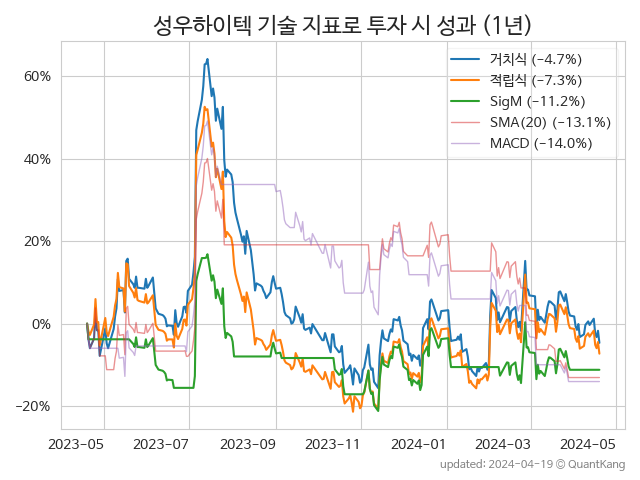 성우하이텍 기술 지표로 투자 시 성과 (1년)
거치식 (−4.7%)
적립식 (−7.3%)
SigM (−11.2%)
SMA(20) (−13.1%)
MACD (−14.0%)
60%
40%
20%
0%
−20%
2023−05 2023−07 2023−09 2023−11 2024−01 2024−03 2024−05
updated: 2024−04−19 © QuantKang